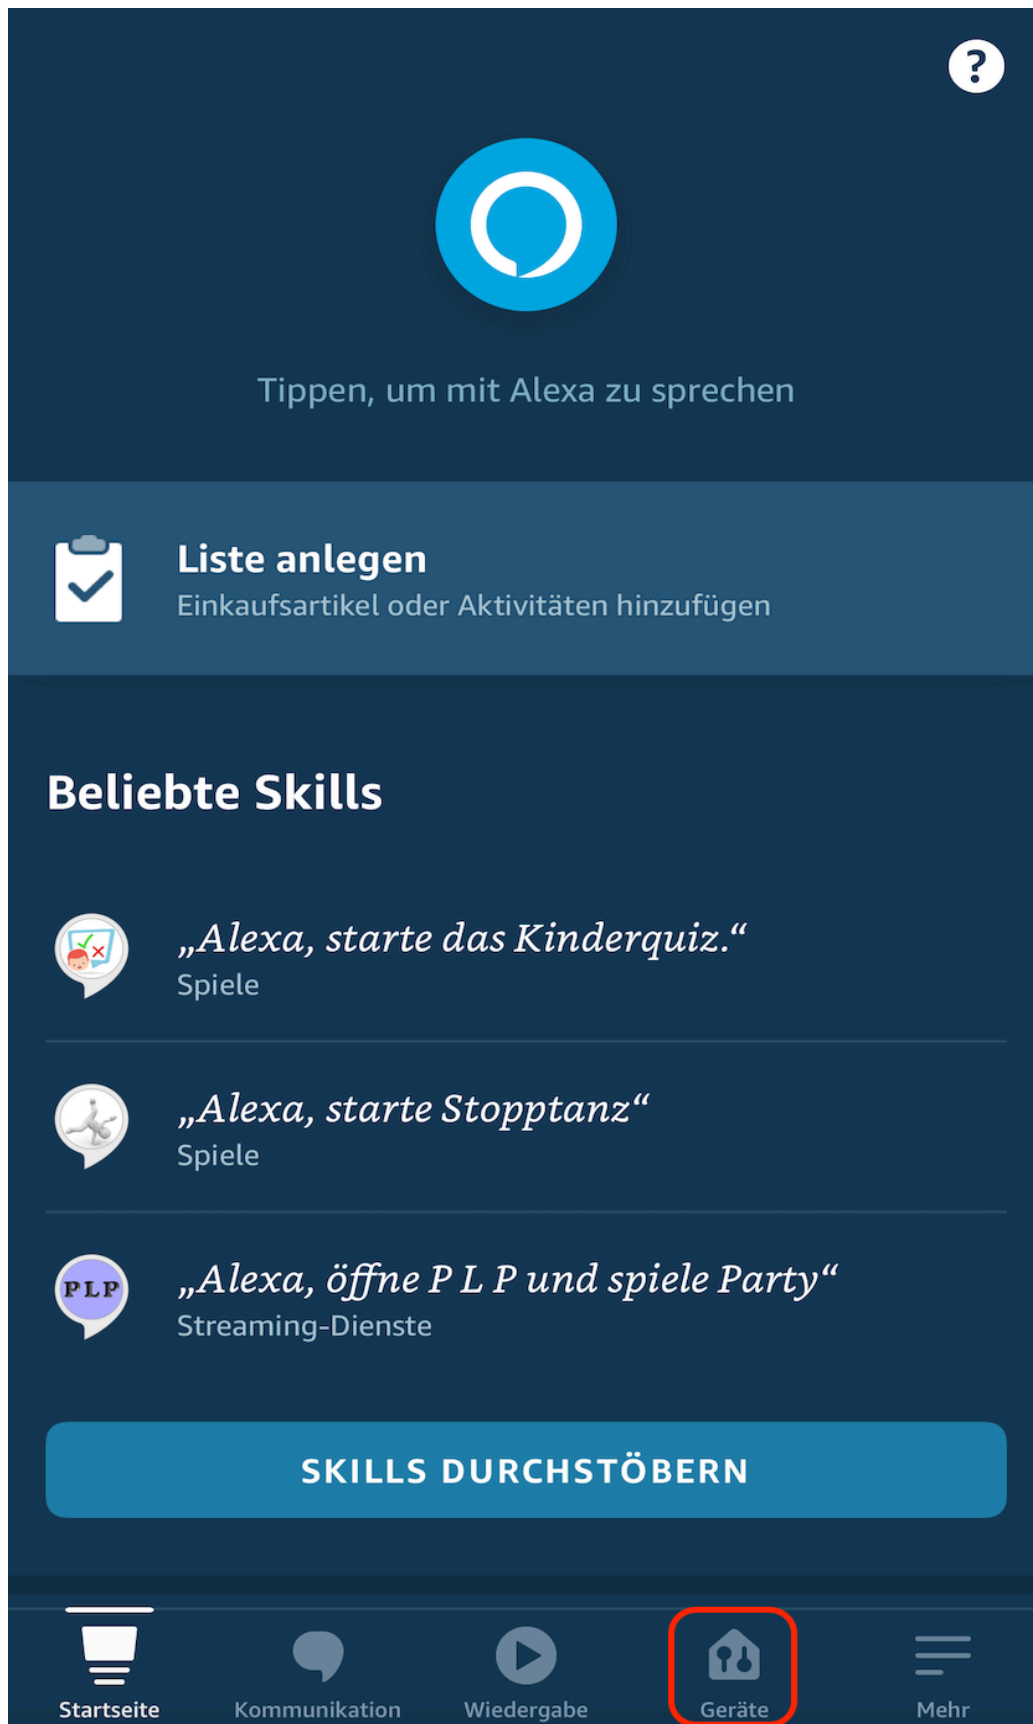 ?
Tippen, um mit Alexa zu sprechen
Liste anlegen
Einkaufsartikel oder Aktivitäten hinzufügen
Beliebte Skills
„Alexa, starte das Kinderquiz.“
Spiele
„Alexa, starte Stopptanz“
Spiele
PLP
„Alexa, öffne P L P und spiele Party“
Streaming-Dienste
SKILLS DURCHSTÖBERN
Startseite
Kommunikation
Wiedergabe
Geräte
Mehr